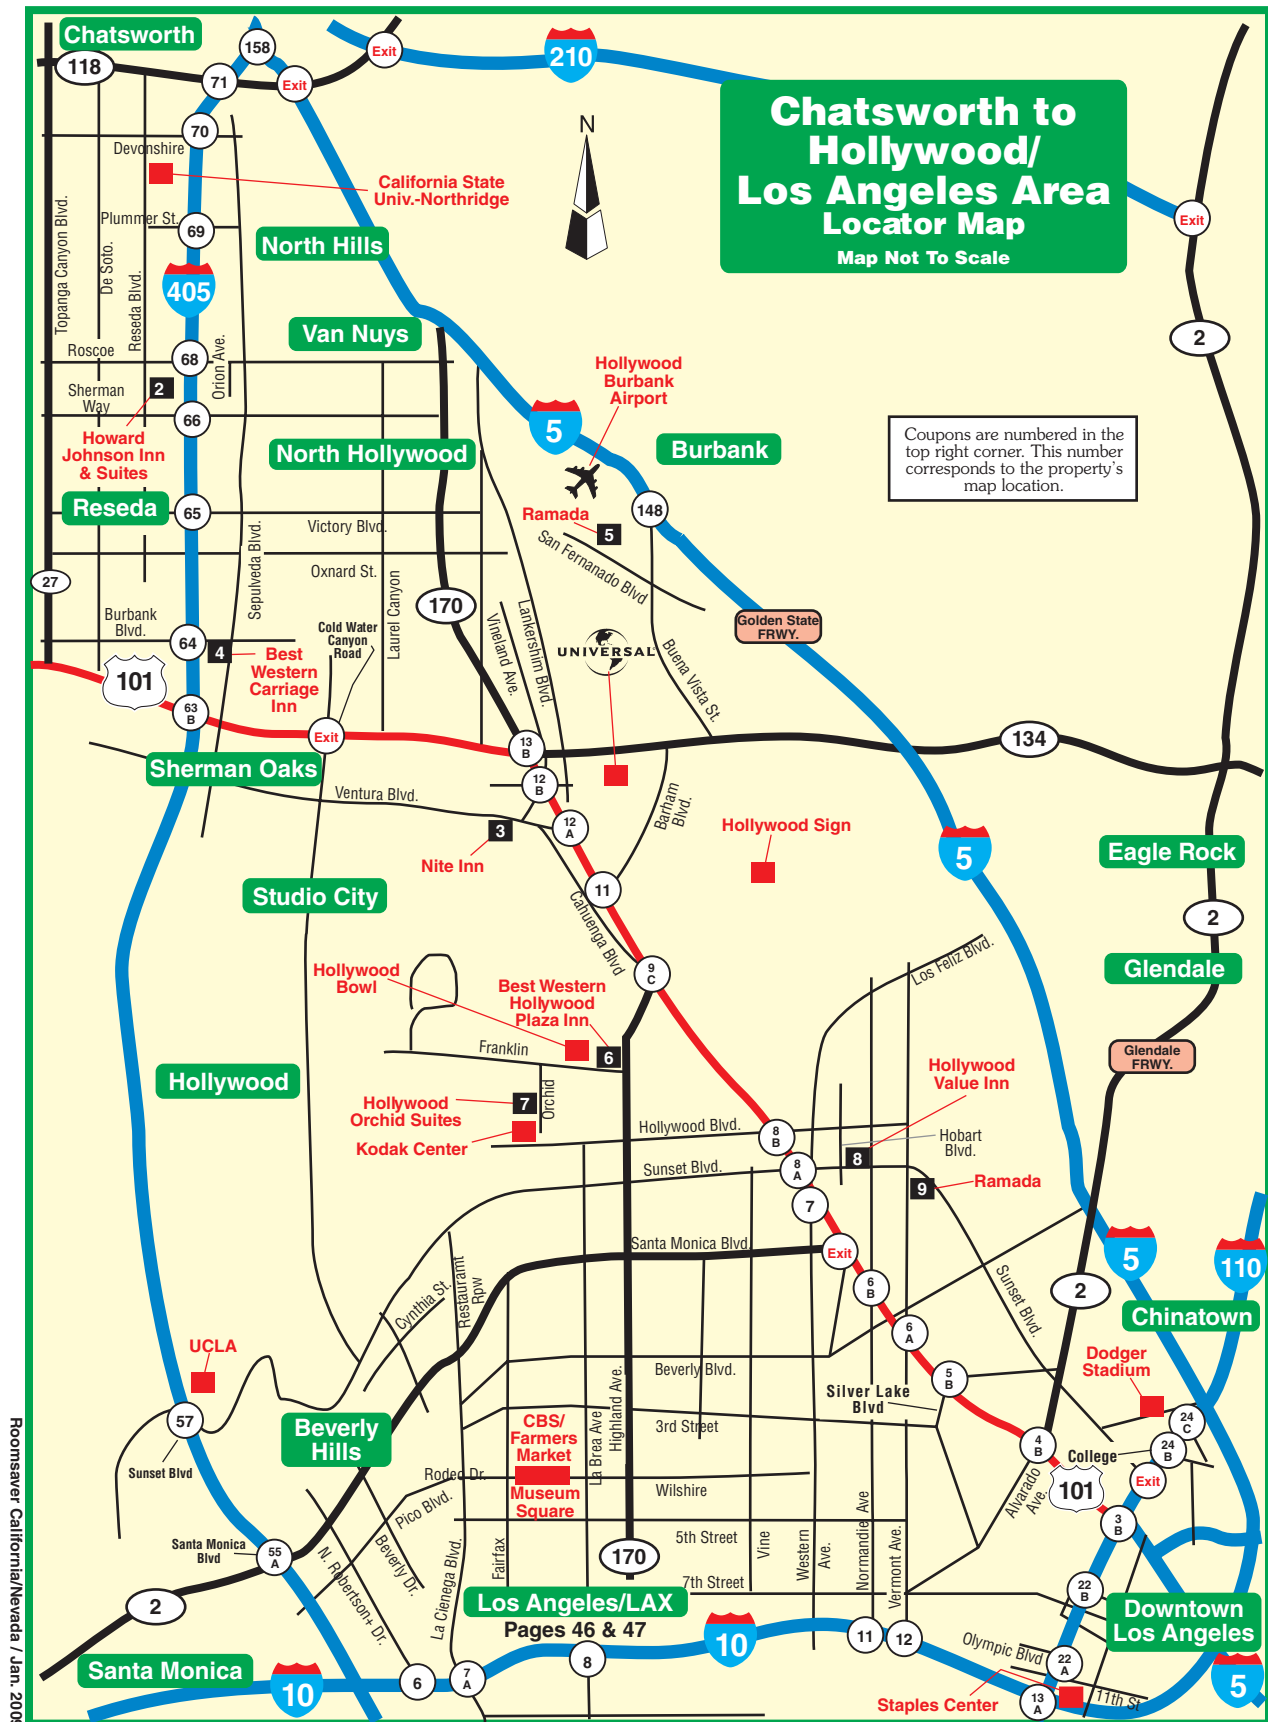 Chatsworth
118
158
71
Exit
Exit
210
70
Devonshire
N
Chatsworth to
Hollywood/
Los Angeles Area
Locator Map
Map Not To Scale
Exit
California State
Univ.-Northridge
Plummer St.
69
North Hills
Topanga Canyon Blvd.
De Soto.
Reseda Blvd.
405
Van Nuys
2
Roscoe
68
Orion Ave.
Sherman
Way
2
66
Howard
Johnson Inn
& Suites
Hollywood
Burbank
Airport
5
Burbank
Coupons are numbered in the
top right corner. This number
corresponds to the property's
map location.
North Hollywood
Reseda
65
Victory Blvd.
Ramada
5
148
San Fernanado Blvd
Sepulveda Blvd.
27
Oxnard St.
Laurel Canyon
170
Burbank
Blvd.
64
4
Best
Western
Carriage
Inn
Cold Water
Canyon
Road
Vineland Ave.
Lankershim Blvd.
UNIVERSAL
Buena Vista St.
Golden State
FRWY.
101
63
B
Exit
13
B
134
Sherman Oaks
Ventura Blvd.
12
B
12
A
3
Nite Inn
Barham
Blvd.
Hollywood Sign
5
Eagle Rock
Studio City
11
Cahuenga Blvd
2
Hollywood
Bowl
Best Western
Hollywood
Plaza Inn
9
C
Los Feliz Blvd.
Glendale
Franklin
6
Hollywood
Glendale
FRWY.
Hollywood
Value Inn
Hollywood
Orchid Suites
7
Orchid
Kodak Center
Hollywood Blvd.
8
B
Hobart
Blvd.
8
Sunset Blvd.
8
A
9
Ramada
7
Santa Monica Blvd.
Exit
5
110
Restauramt
Rpw
Cynthia St.
6
B
Sunset Blvd.
2
Chinatown
6
A
UCLA
Beverly Blvd.
5
B
Dodger
Stadium
Silver Lake
Blvd
57
Sunset Blvd
Beverly
Hills
CBS/
Farmers
Market
La Brea Ave
Highland Ave.
3rd Street
24
C
4
B
College
24
B
Exit
Rodeo Dr.
Museum
Square
Wilshire
101
Alvarado
Ave.
Pico Blvd.
3
B
Santa Monica
Blvd
55
A
N. Robertson+ Dr.
Beverly Dr.
La Cienega Blvd.
Fairfax
170
5th Street
Vine
Western
Ave.
Normandie Ave
Vermont Ave.
7th Street
2
Los Angeles/LAX
Pages 46 & 47
22
B
Downtown
Los Angeles
10
11
12
Olympic Blvd
Santa Monica
10
6
7
A
8
22
A
5
Staples Center
13
A
11th St
Roomsaver California/Nevada / Jan. 2009